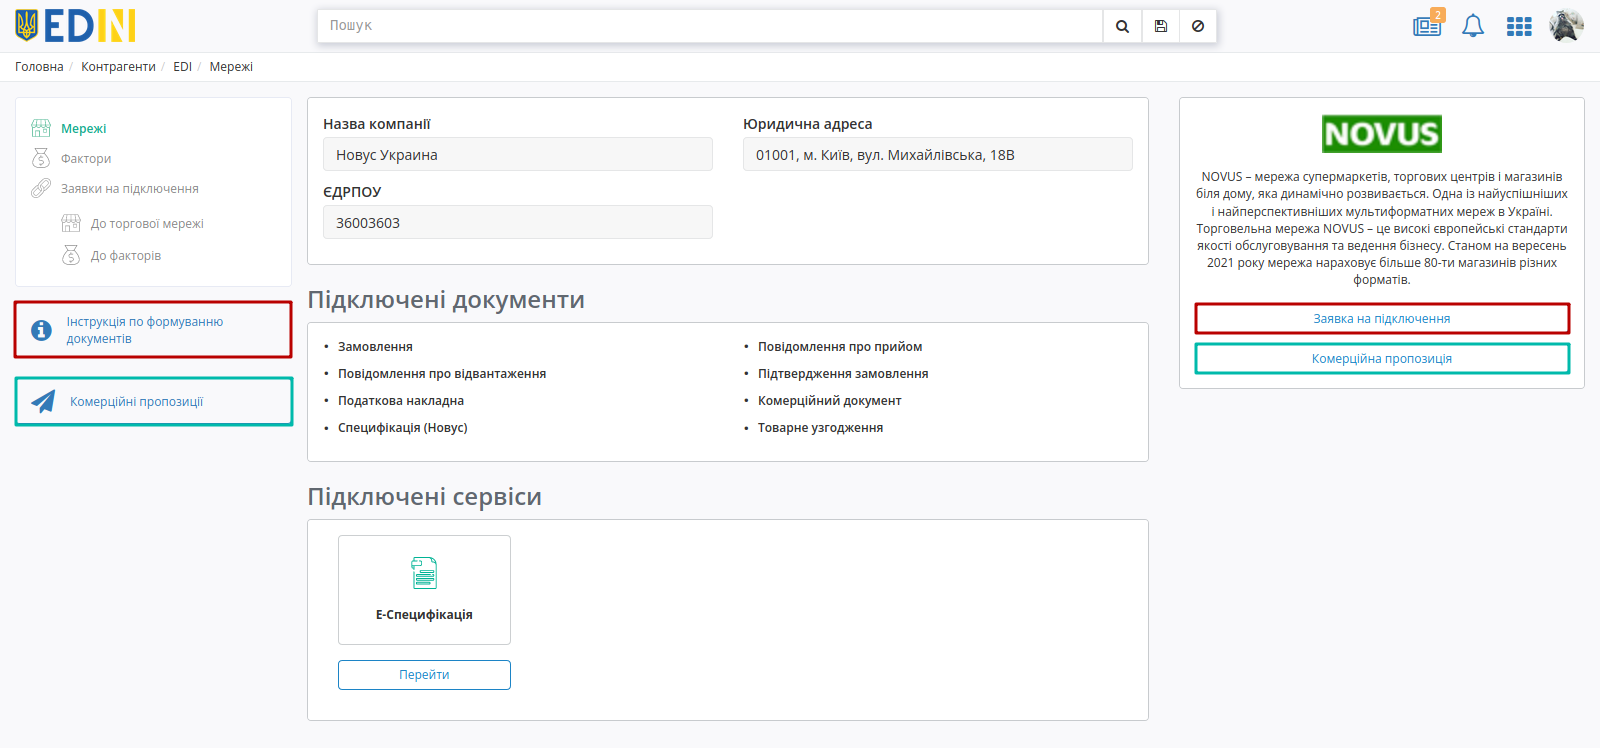 EDIN
Пошук
2
Головна / Контрагенти / EDI / Мережі
Мережі
Фактори
Заявки на підключення
До торгової мережі
До факторів
Інструкція по формуванню
документів
Комерційні пропозиції
Назва компанії
Новус Украина
Юридична адреса
01001, м. Київ, вул. Михайлівська, 18В
ЄДРПОУ
36003603
Підключені документи
• Замовлення
• Повідомлення про відвантаження
• Податкова накладна
• Специфікація (Новус)
• Повідомлення про прийом
• Підтвердження замовлення
• Комерційний документ
• Товарне узгодження
Підключені сервіси
Е-Специфікація
Перейти
NOVUS
NOVUS – мережа супермаркетів, торгових центрів і магазинів
біля дому, яка динамічно розвивається. Одна із найуспішніших
і найперспективніших мультиформатних мереж в Україні.
Торговельна мережа NOVUS – це високі європейські стандарти
якості обслуговування та ведення бізнесу. Станом на вересень
2021 року мережа нараховує більше 80-ти магазинів різних
форматів.
Заявка на підключення
Комерційна пропозиція